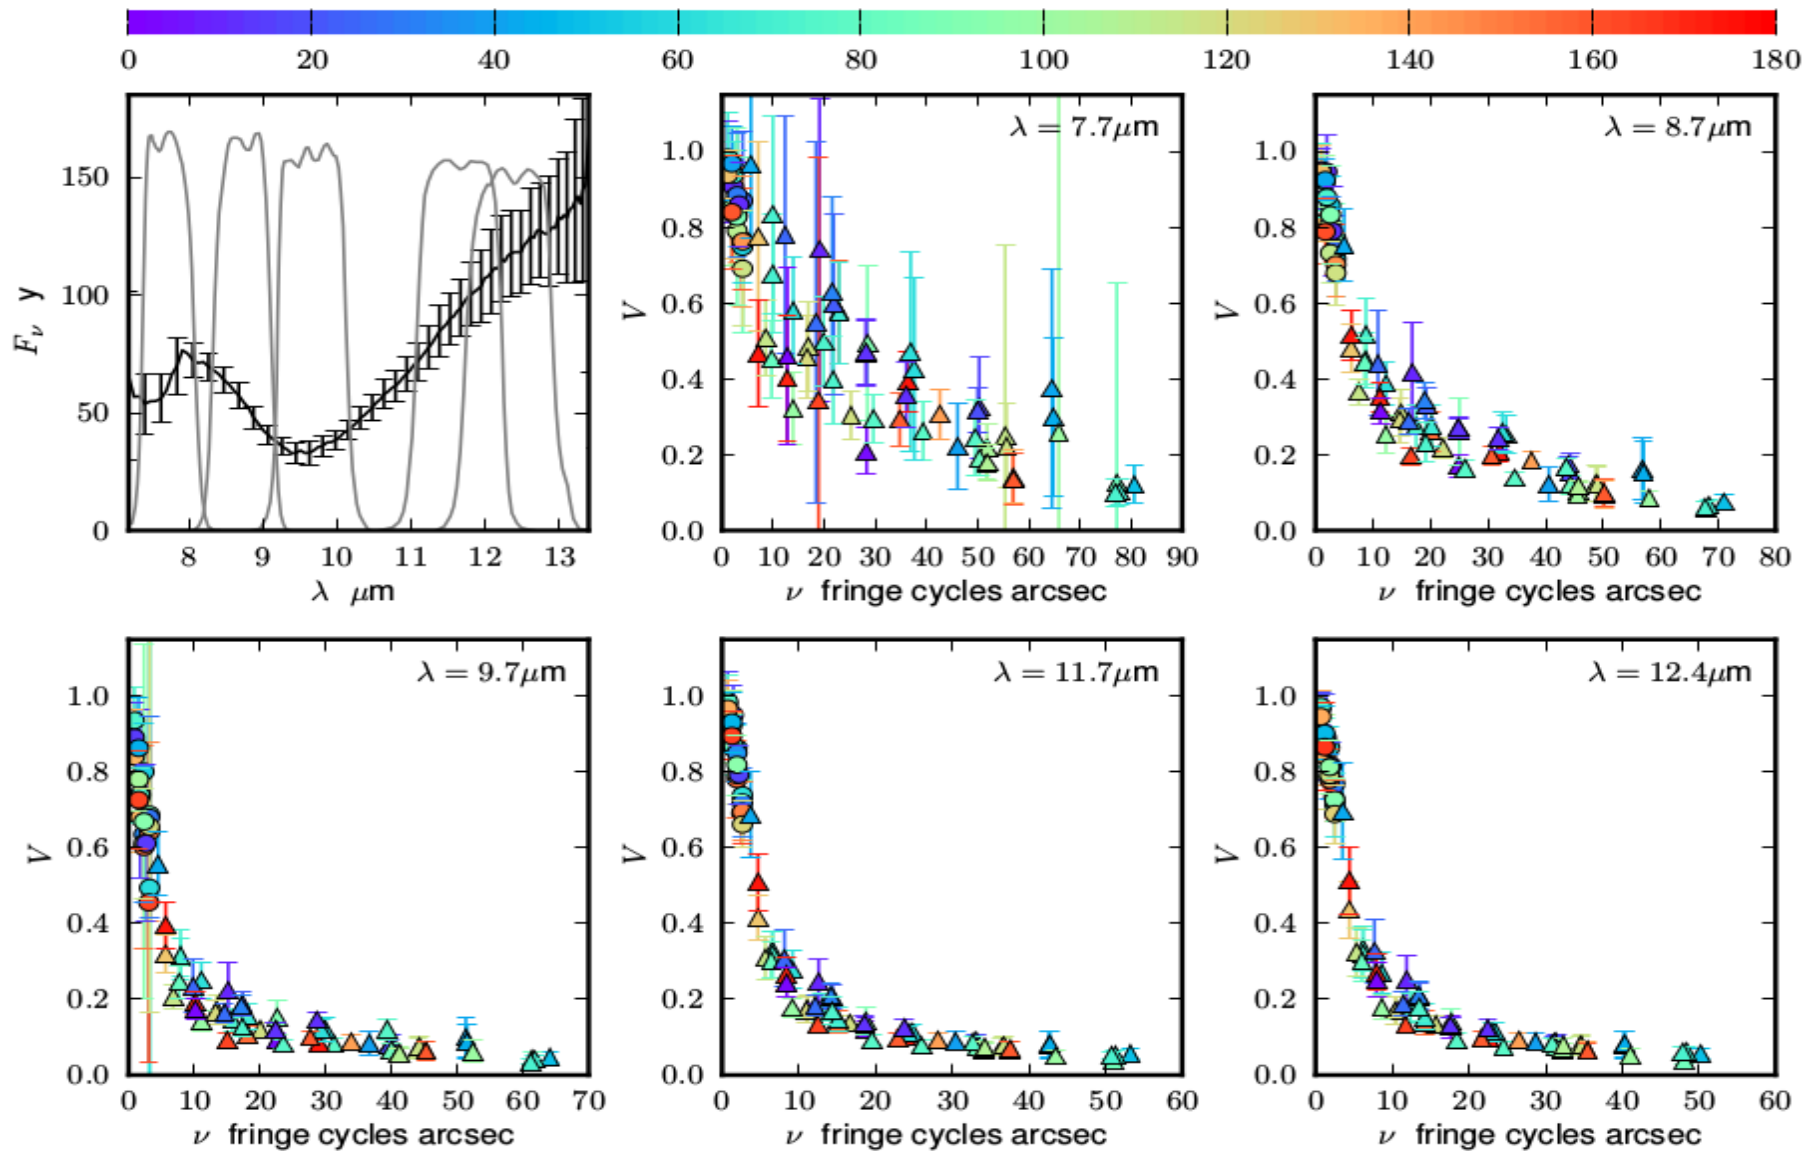 0 20 40 60 80 100 120 140 160 180
150
100
50
0
F_ν y
8 9 10 11 12 13
λ μm
λ = 7.7μm
1.0
0.8
0.6
0.4
0.2
0.0
V
0 10 20 30 40 50 60 70 80 90
ν fringe cycles arcsec
λ = 8.7μm
1.0
0.8
0.6
0.4
0.2
0.0
V
0 10 20 30 40 50 60 70 80
ν fringe cycles arcsec
λ = 9.7μm
1.0
0.8
0.6
0.4
0.2
0.0
V
0 10 20 30 40 50 60 70
ν fringe cycles arcsec
λ = 11.7μm
1.0
0.8
0.6
0.4
0.2
0.0
V
0 10 20 30 40 50 60
ν fringe cycles arcsec
λ = 12.4μm
1.0
0.8
0.6
0.4
0.2
0.0
V
0 10 20 30 40 50 60
ν fringe cycles arcsec